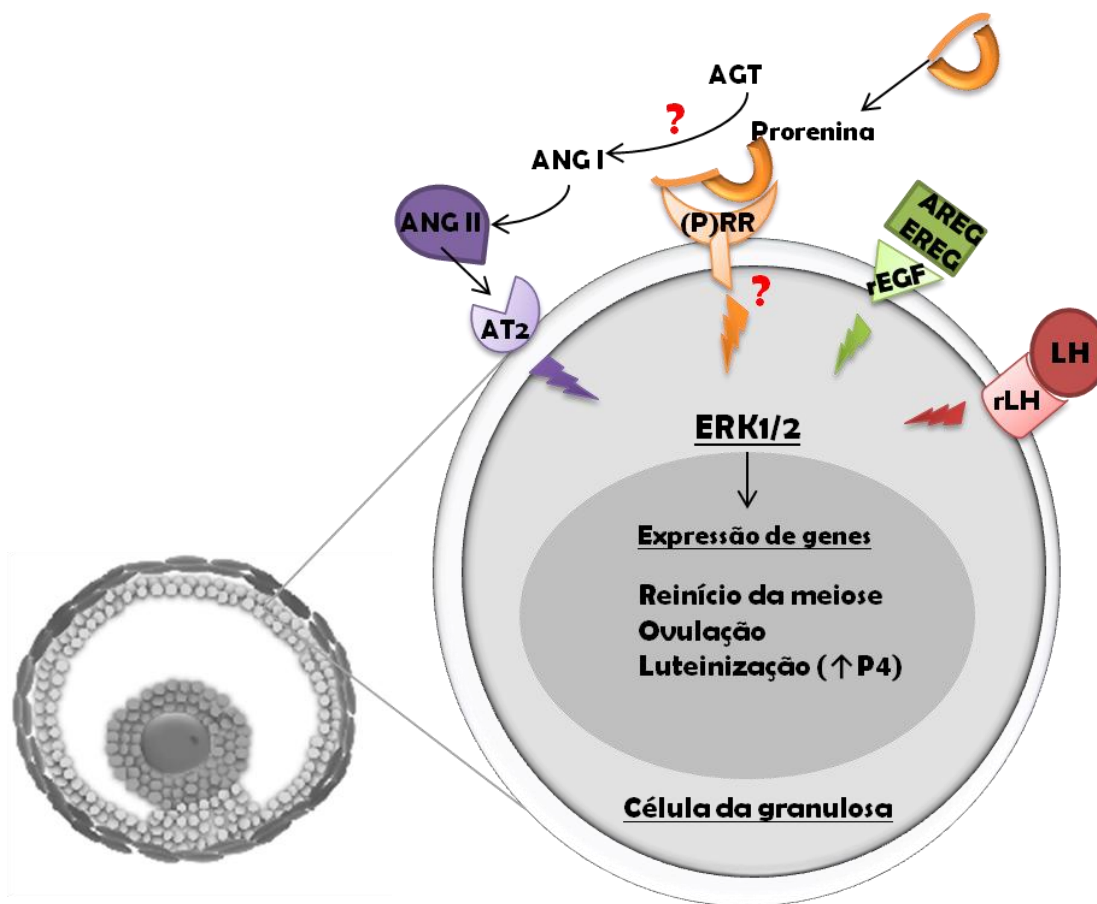 AGT
?
Prorenina
ANG I
ANG II
(P)RR
AREG
EREG
rEGF
?
AT2
LH
rLH
ERK1/2
Expressão de genes
Reinício da meiose
Ovulação
Luteinização (↑P4)
Célula da granulosa